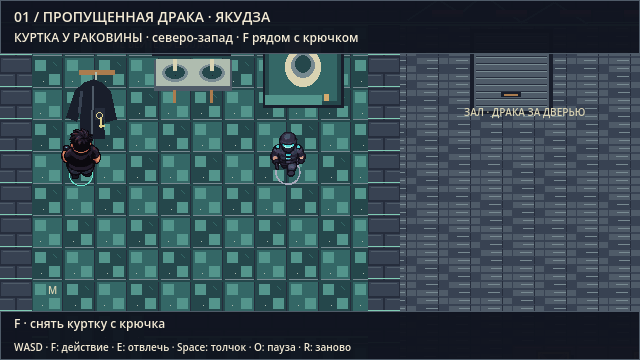 01 / ПРОПУЩЕННАЯ ДРАКА · ЯКУДЗА
КУРТКА У РАКОВИНЫ · северо-запад · F рядом с крючком
ЗАЛ · ДРАКА ЗА ДВЕРЬЮ
M
F · снять куртку с крючка
WASD · F: действие · E: отвлечь · Space: толчок · O: пауза · R: заново